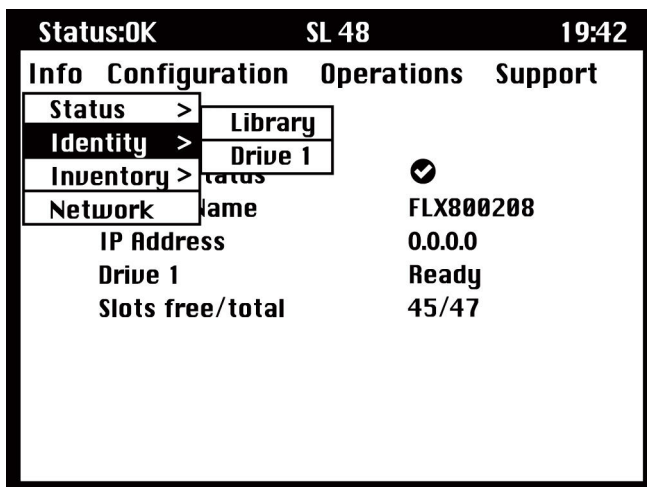 Status:OK SL 48 19:42
Info Configuration Operations Support
Status >
Library
Identity >
Drive 1
Inventory >
Network
FLX800208
IP Address 0.0.0.0
Drive 1 Ready
Slots free/total 45/47